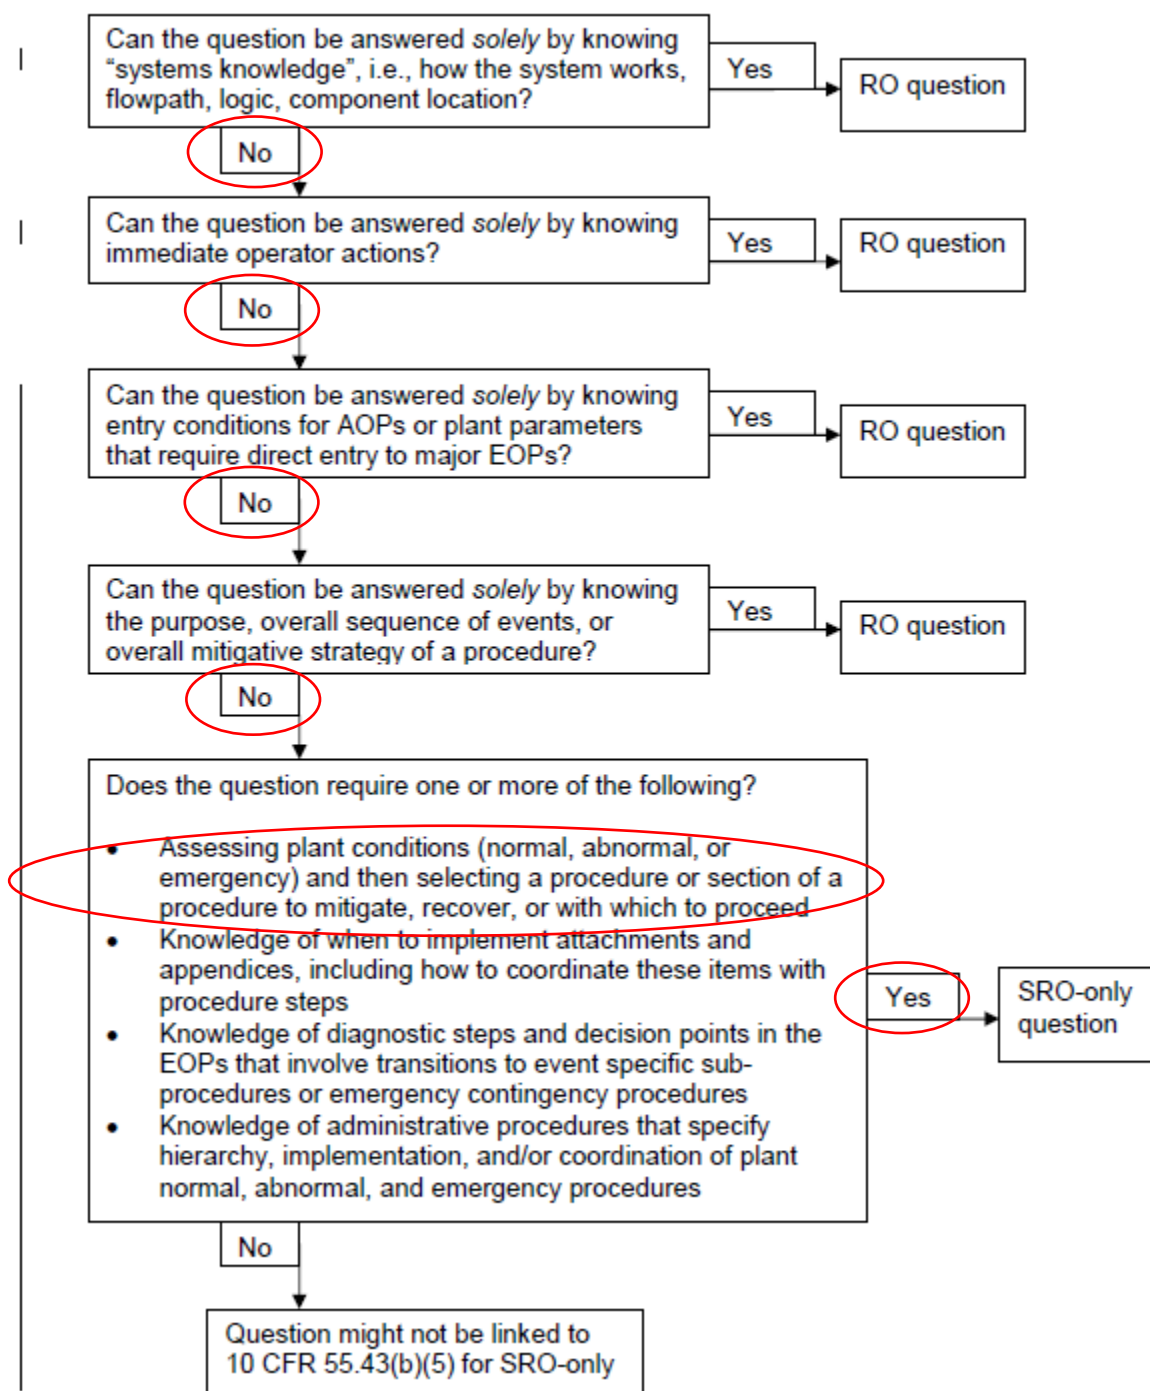 Can the question be answered solely by knowing
“systems knowledge”, i.e., how the system works,
flowpath, logic, component location?
Yes
RO question
No
Can the question be answered solely by knowing
immediate operator actions?
Yes
RO question
No
Can the question be answered solely by knowing
entry conditions for AOPs or plant parameters
that require direct entry to major EOPs?
Yes
RO question
No
Can the question be answered solely by knowing
the purpose, overall sequence of events, or
overall mitigative strategy of a procedure?
Yes
RO question
No
Does the question require one or more of the following?
• Assessing plant conditions (normal, abnormal, or
emergency) and then selecting a procedure or section of a
procedure to mitigate, recover, or with which to proceed
• Knowledge of when to implement attachments and
appendices, including how to coordinate these items with
procedure steps
• Knowledge of diagnostic steps and decision points in the
EOPs that involve transitions to event specific sub-
procedures or emergency contingency procedures
• Knowledge of administrative procedures that specify
hierarchy, implementation, and/or coordination of plant
normal, abnormal, and emergency procedures
Yes
SRO-only
question
No
Question might not be linked to
10 CFR 55.43(b)(5) for SRO-only